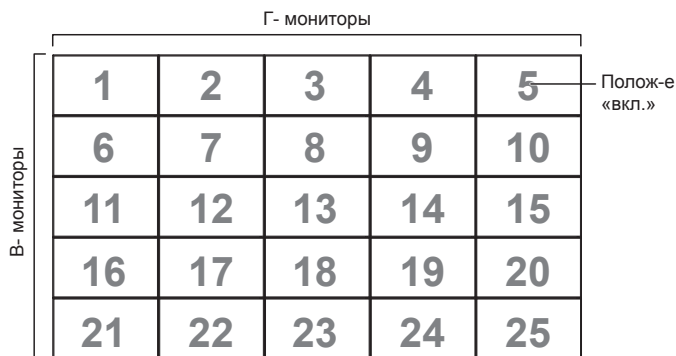 Г- мониторы
1 2 3 4 5
Полож-е
«вкл.»
6 7 8 9 10
В- мониторы
11 12 13 14 15
16 17 18 19 20
21 22 23 24 25